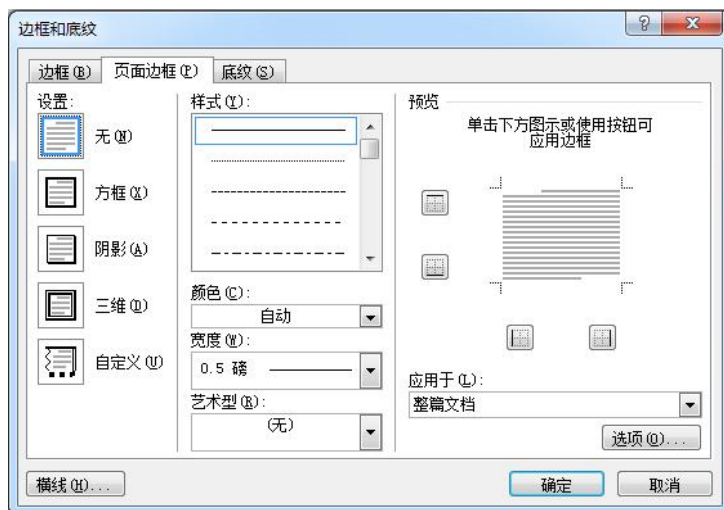 边框和底纹
边框(B) 页面边框(P) 底纹(S)
设置:
无(N)
方框(X)
阴影(A)
三维(D)
自定义(U)
样式(Y):
颜色(C):
自动
宽度(W):
0.5 磅
艺术型(R):
(无)
预览
单击下方图示或使用按钮可
应用边框
应用于(L):
整篇文档
选项(O)...
横线(H)...
确定
取消